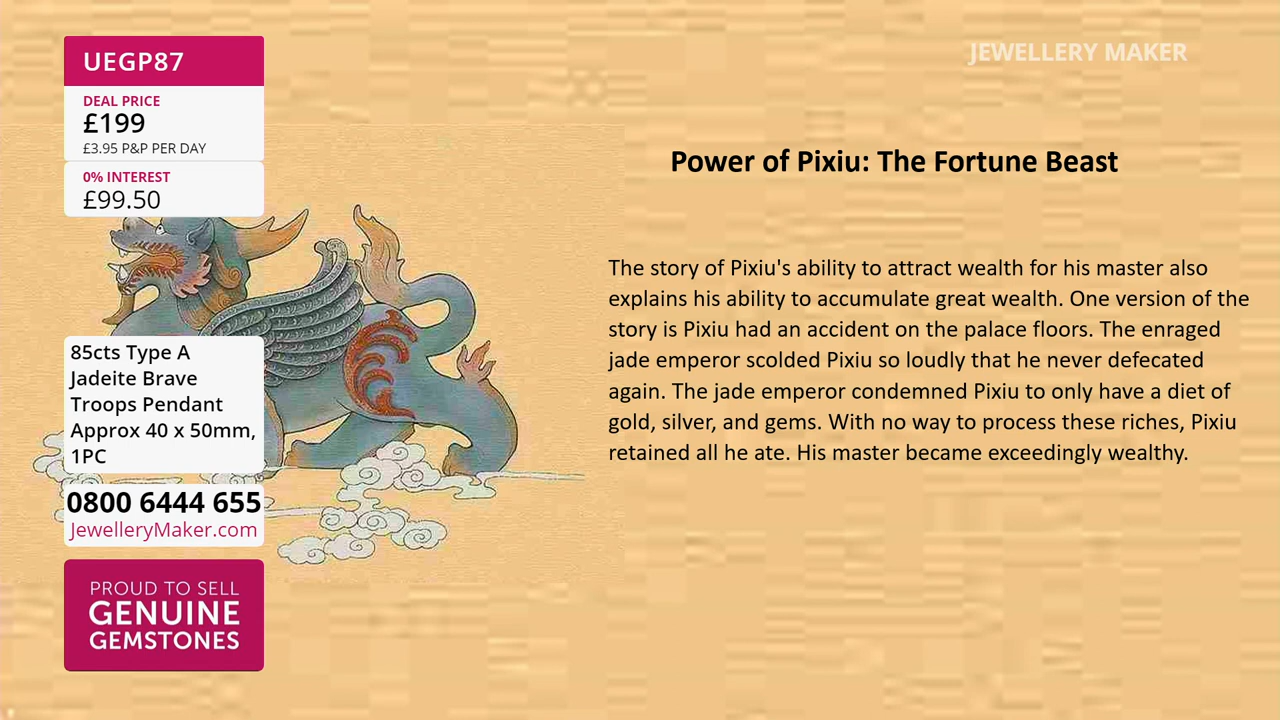 UEGP87
DEAL PRICE
£199
£3.95 P&P PER DAY
0% INTEREST
£99.50
85cts Type A
Jadeite Brave
Troops Pendant
Approx 40 x 50mm,
1PC
0800 6444 655
JewelleryMaker.com
PROUD TO SELL
GENUINE
GEMSTONES
JEWELLERY MAKER
Power of Pixiu: The Fortune Beast
The story of Pixiu's ability to attract wealth for his master also
explains his ability to accumulate great wealth. One version of the
story is Pixiu had an accident on the palace floors. The enraged
jade emperor scolded Pixiu so loudly that he never defecated
again. The jade emperor condemned Pixiu to only have a diet of
gold, silver, and gems. With no way to process these riches, Pixiu
retained all he ate. His master became exceedingly wealthy.